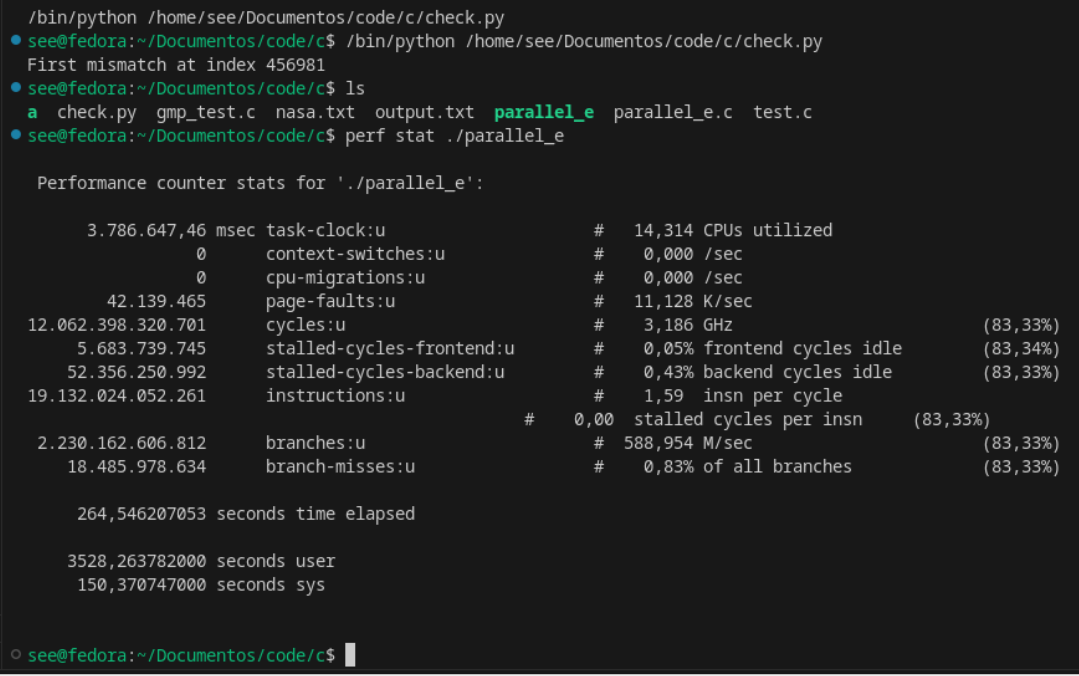 /bin/python /home/see/Documentos/code/c/check.py
see@fedora:~/Documentos/code/c$ /bin/python /home/see/Documentos/code/c/check.py
First mismatch at index 456981
see@fedora:~/Documentos/code/c$ ls
a  check.py  gmp_test.c  nasa.txt  output.txt  parallel_e  parallel_e.c  test.c
see@fedora:~/Documentos/code/c$ perf stat ./parallel_e
Performance counter stats for './parallel_e':
3.786.647,46 msec task-clock:u # 14,314 CPUs utilized
0 context-switches:u # 0,000 /sec
0 cpu-migrations:u # 0,000 /sec
42.139.465 page-faults:u # 11,128 K/sec
12.062.398.320.701 cycles:u # 3,186 GHz (83,33%)
5.683.739.745 stalled-cycles-frontend:u # 0,05% frontend cycles idle (83,34%)
52.356.250.992 stalled-cycles-backend:u # 0,43% backend cycles idle (83,33%)
19.132.024.052.261 instructions:u # 1,59 insn per cycle
# 0,00 stalled cycles per insn (83,33%)
2.230.162.606.812 branches:u # 588,954 M/sec (83,33%)
18.485.978.634 branch-misses:u # 0,83% of all branches (83,33%)
264,546207053 seconds time elapsed
3528,263782000 seconds user
150,370747000 seconds sys
see@fedora:~/Documentos/code/c$